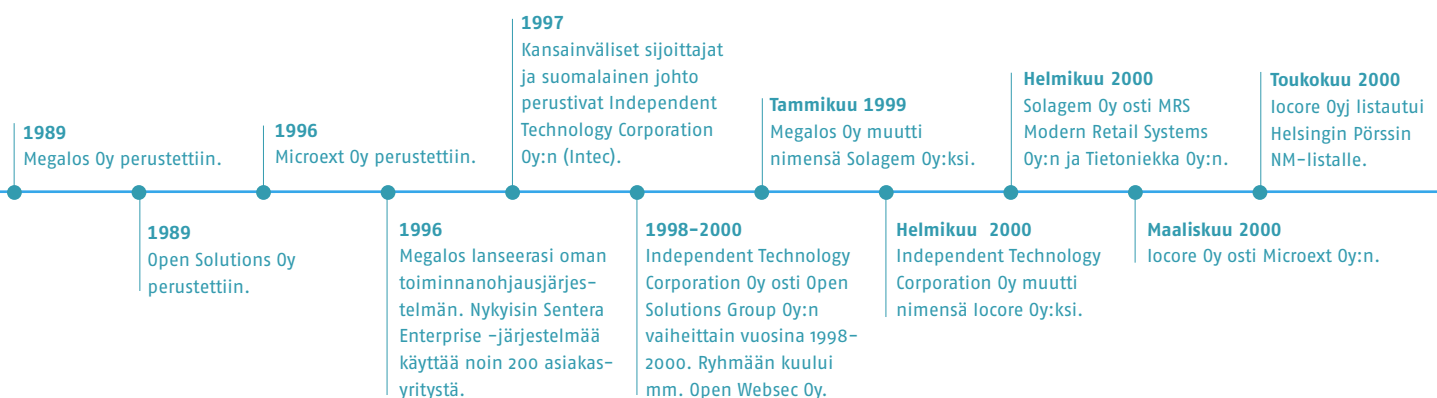 1989
Megalos Oy perustettiin.
1989
Open Solutions Oy
perustettiin.
1996
Microext Oy perustettiin.
1996
Megalos lanseerasi oman
toiminnanohjausjärjes-
telmän. Nykyisin Sentera
Enterprise -järjestelmää
käyttää noin 200 asiakas-
yritystä.
1997
Kansainväliset sijoittajat
ja suomalainen johto
perustivat Independent
Technology Corporation
Oy:n (Intec).
1998-2000
Independent Technology
Corporation Oy osti Open
Solutions Group Oy:n
vaiheittain vuosina 1998-
2000. Ryhmään kuului
mm. Open Websec Oy.
Tammikuu 1999
Megalos Oy muutti
nimensä Solagem Oy:ksi.
Helmikuu 2000
Independent Technology
Corporation Oy muutti
nimensä Iocore Oy:ksi.
Helmikuu 2000
Solagem Oy osti MRS
Modern Retail Systems
Oy:n ja Tietoniekka Oy:n.
Maaliskuu 2000
Iocore Oy osti Microext Oy:n.
Toukokuu 2000
Iocore Oyj listautui
Helsingin Pörssin
NM-listalle.